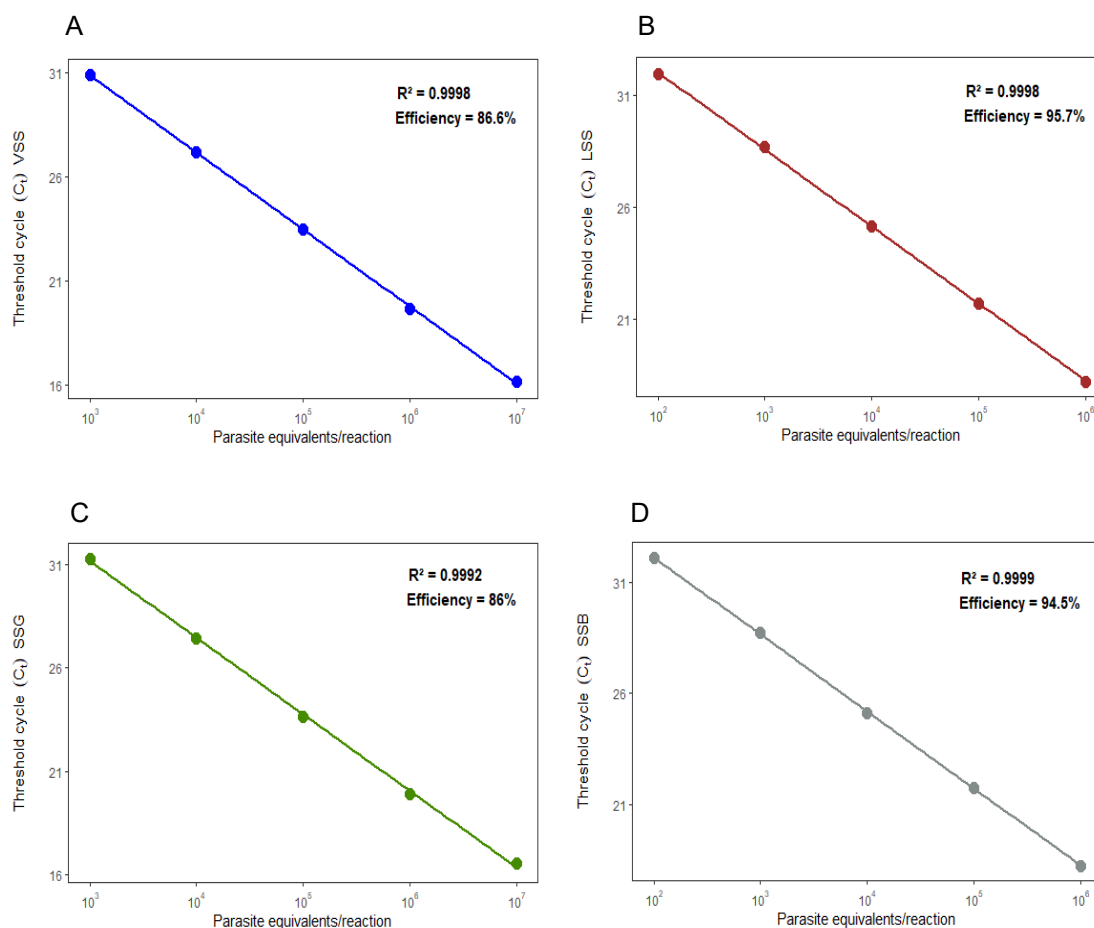 A
Threshold cycle (Cₜ) VSS
31
26
21
16
R² = 0.9998
Efficiency = 86.6%
10³ 10⁴ 10⁵ 10⁶ 10⁷
Parasite equivalents/reaction
B
Threshold cycle (Cₜ) LSS
31
26
21
R² = 0.9998
Efficiency = 95.7%
10² 10³ 10⁴ 10⁵ 10⁶
Parasite equivalents/reaction
C
Threshold cycle (Cₜ) SSG
31
26
21
16
R² = 0.9992
Efficiency = 86%
10³ 10⁴ 10⁵ 10⁶ 10⁷
Parasite equivalents/reaction
D
Threshold cycle (Cₜ) SSB
31
26
21
R² = 0.9999
Efficiency = 94.5%
10² 10³ 10⁴ 10⁵ 10⁶
Parasite equivalents/reaction